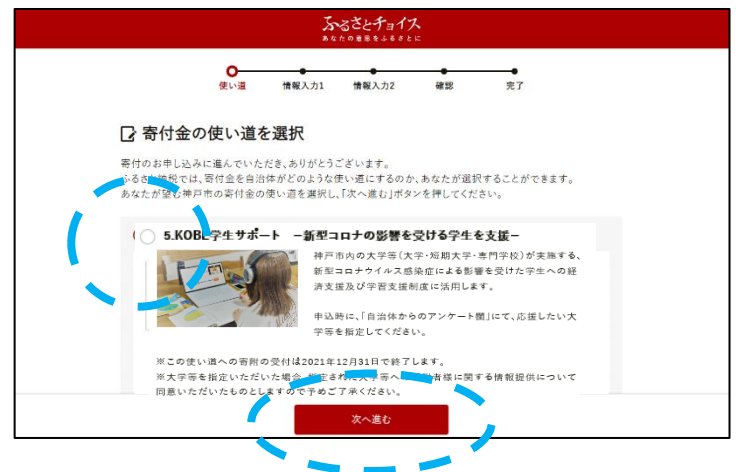 ふるさとチョイス
あなたの意思をふるさとに
使い道 情報入力1 情報入力2 確認 完了
寄付金の使い道を選択
寄付のお申し込みに進んでいただき、ありがとうございます。
ふるさと納税では、寄付金を自治体がどのような使い道にするのか、あなたが選択することができます。
あなたが望む神戸市の寄付金の使い道を選択し、「次へ進む」ボタンを押してください。
5.KOBE学生サポート －新型コロナの影響を受ける学生を支援－
神戸市内の大学等(大学・短期大学・専門学校)が実施する、
新型コロナウイルス感染症による影響を受けた学生への経
済支援及び学習支援制度に活用します。
申込時に、「自治体からのアンケート欄」にて、応援したい大
学等を指定してください。
※この使い道への寄附の受付は2021年12月31日で終了します。
※大学等を指定いただいた場合、指定された大学等へ 者様に関する情報提供について
同意いただいたものとしますので予めご了承ください。
次へ進む